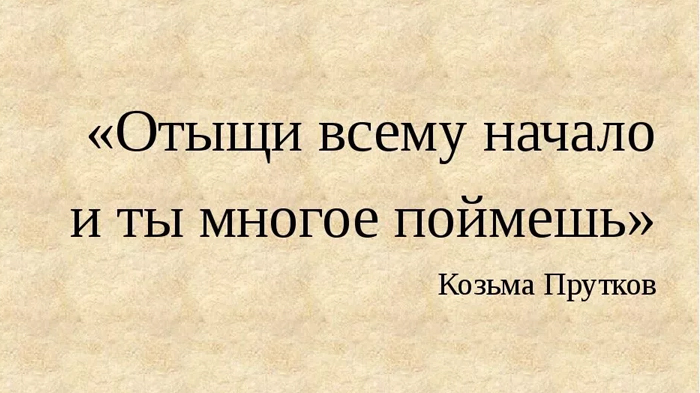 «Отыщи всему начало
и ты многое поймешь»
Козьма Прутков